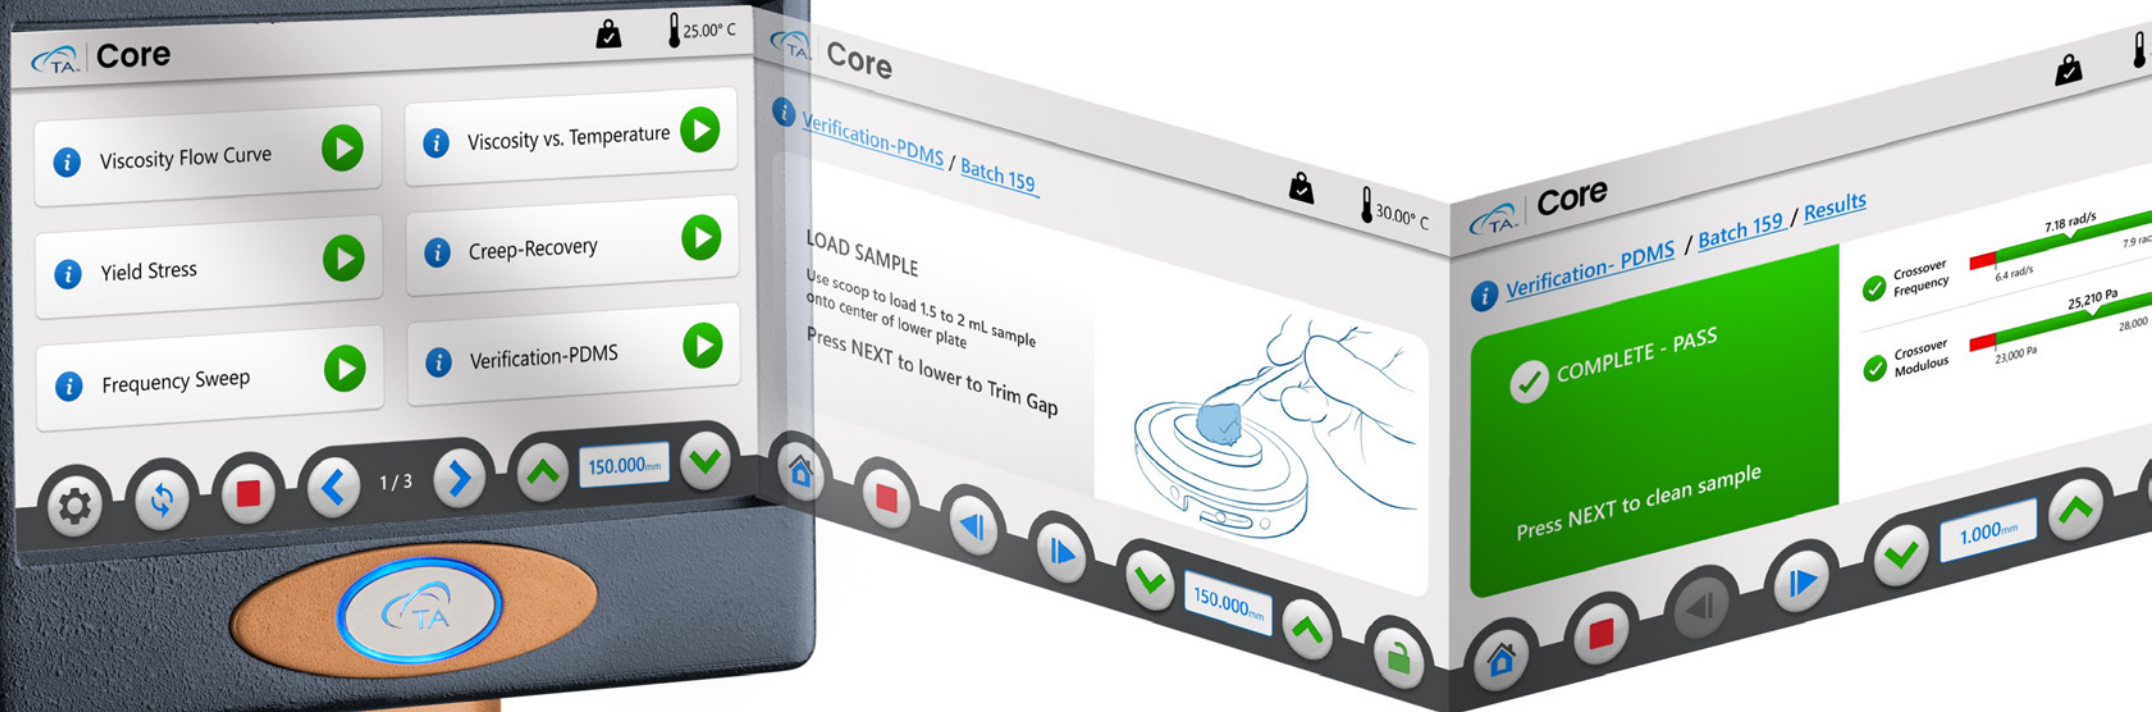 TA
Core
25.00° C
Viscosity Flow Curve
Viscosity vs. Temperature
Yield Stress
Creep-Recovery
Frequency Sweep
Verification-PDMS
1 / 3
150.000mm
TA
TA
Core
30.00° C
Verification-PDMS / Batch 159
LOAD SAMPLE
Use scoop to load 1.5 to 2 mL sample
onto center of lower plate
Press NEXT to lower to Trim Gap
150.000mm
TA
Core
Verification- PDMS / Batch 159 / Results
COMPLETE - PASS
Press NEXT to clean sample
Crossover
Frequency
7.18 rad/s
6.4 rad/s
7.9
Crossover
Modulous
25,210 Pa
23,000 Pa
28,000
1.000mm